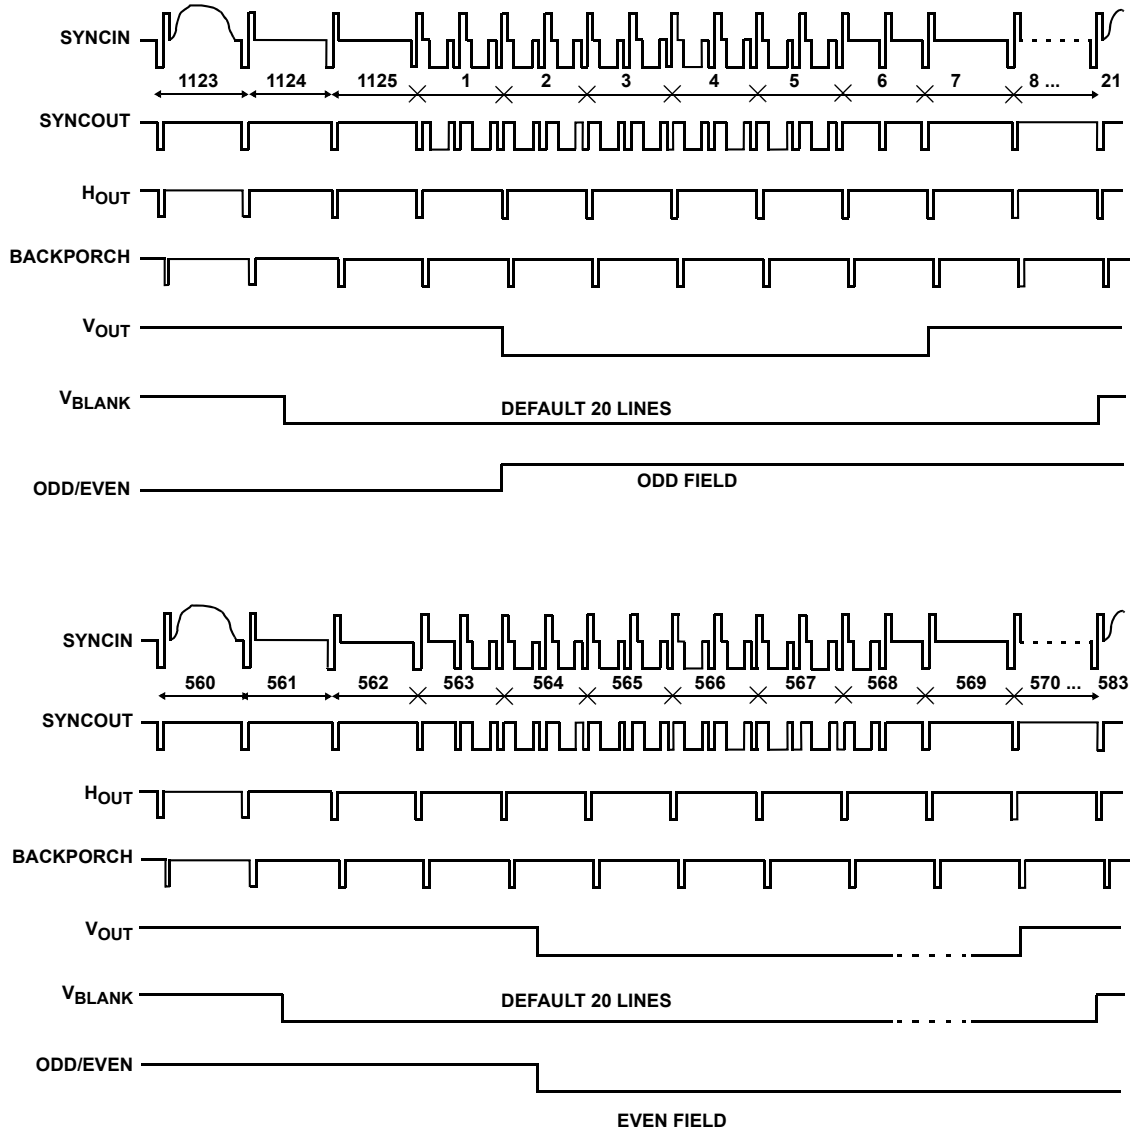 SYNCIN
1123 1124 1125 1 2 3 4 5 6 7 8 ... 21
SYNCOUT
HOUT
BACKPORCH
VOUT
VBLANK
DEFAULT 20 LINES
ODD/EVEN
ODD FIELD
SYNCIN
560 561 562 563 564 565 566 567 568 569 570 ... 583
SYNCOUT
HOUT
BACKPORCH
VOUT
VBLANK
DEFAULT 20 LINES
ODD/EVEN
EVEN FIELD